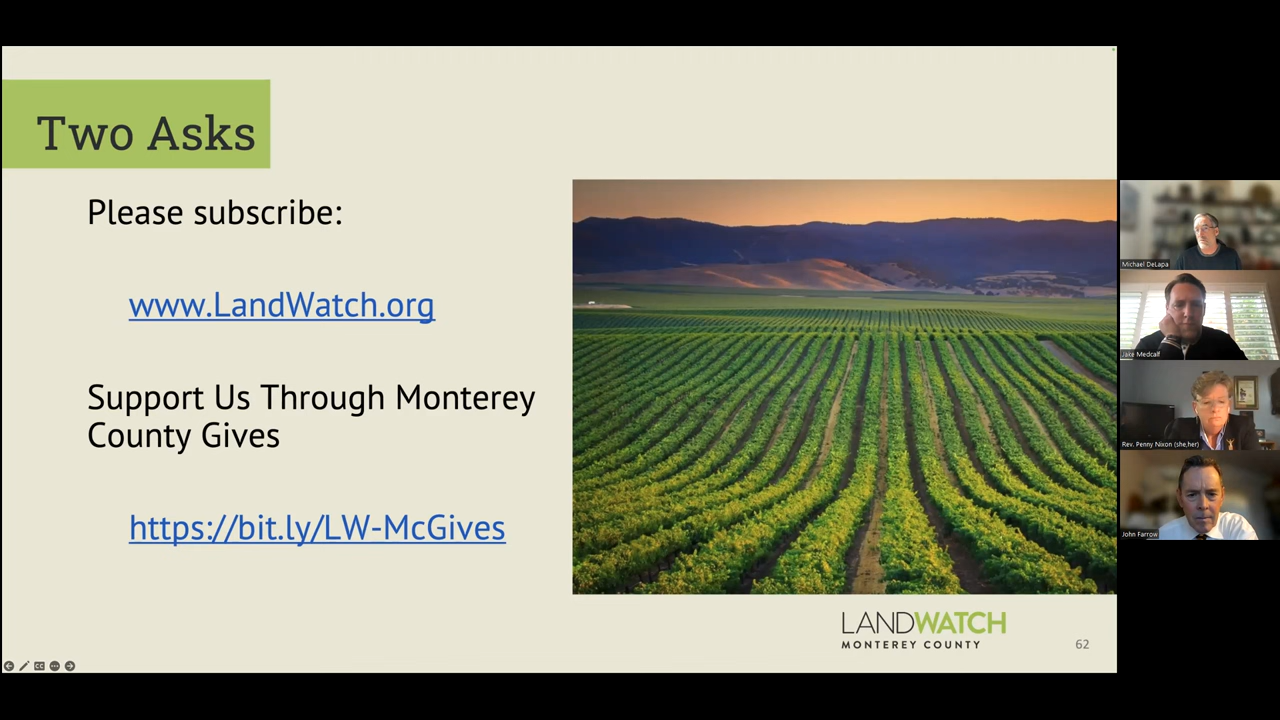 Two Asks
Please subscribe:
www.LandWatch.org
Support Us Through Monterey
County Gives
https://bit.ly/LW-McGives
LANDWATCH
MONTEREY COUNTY
62
Michael DeLapa
Jake Medcalf
Rev. Penny Nixon (she,her)
John Farrow